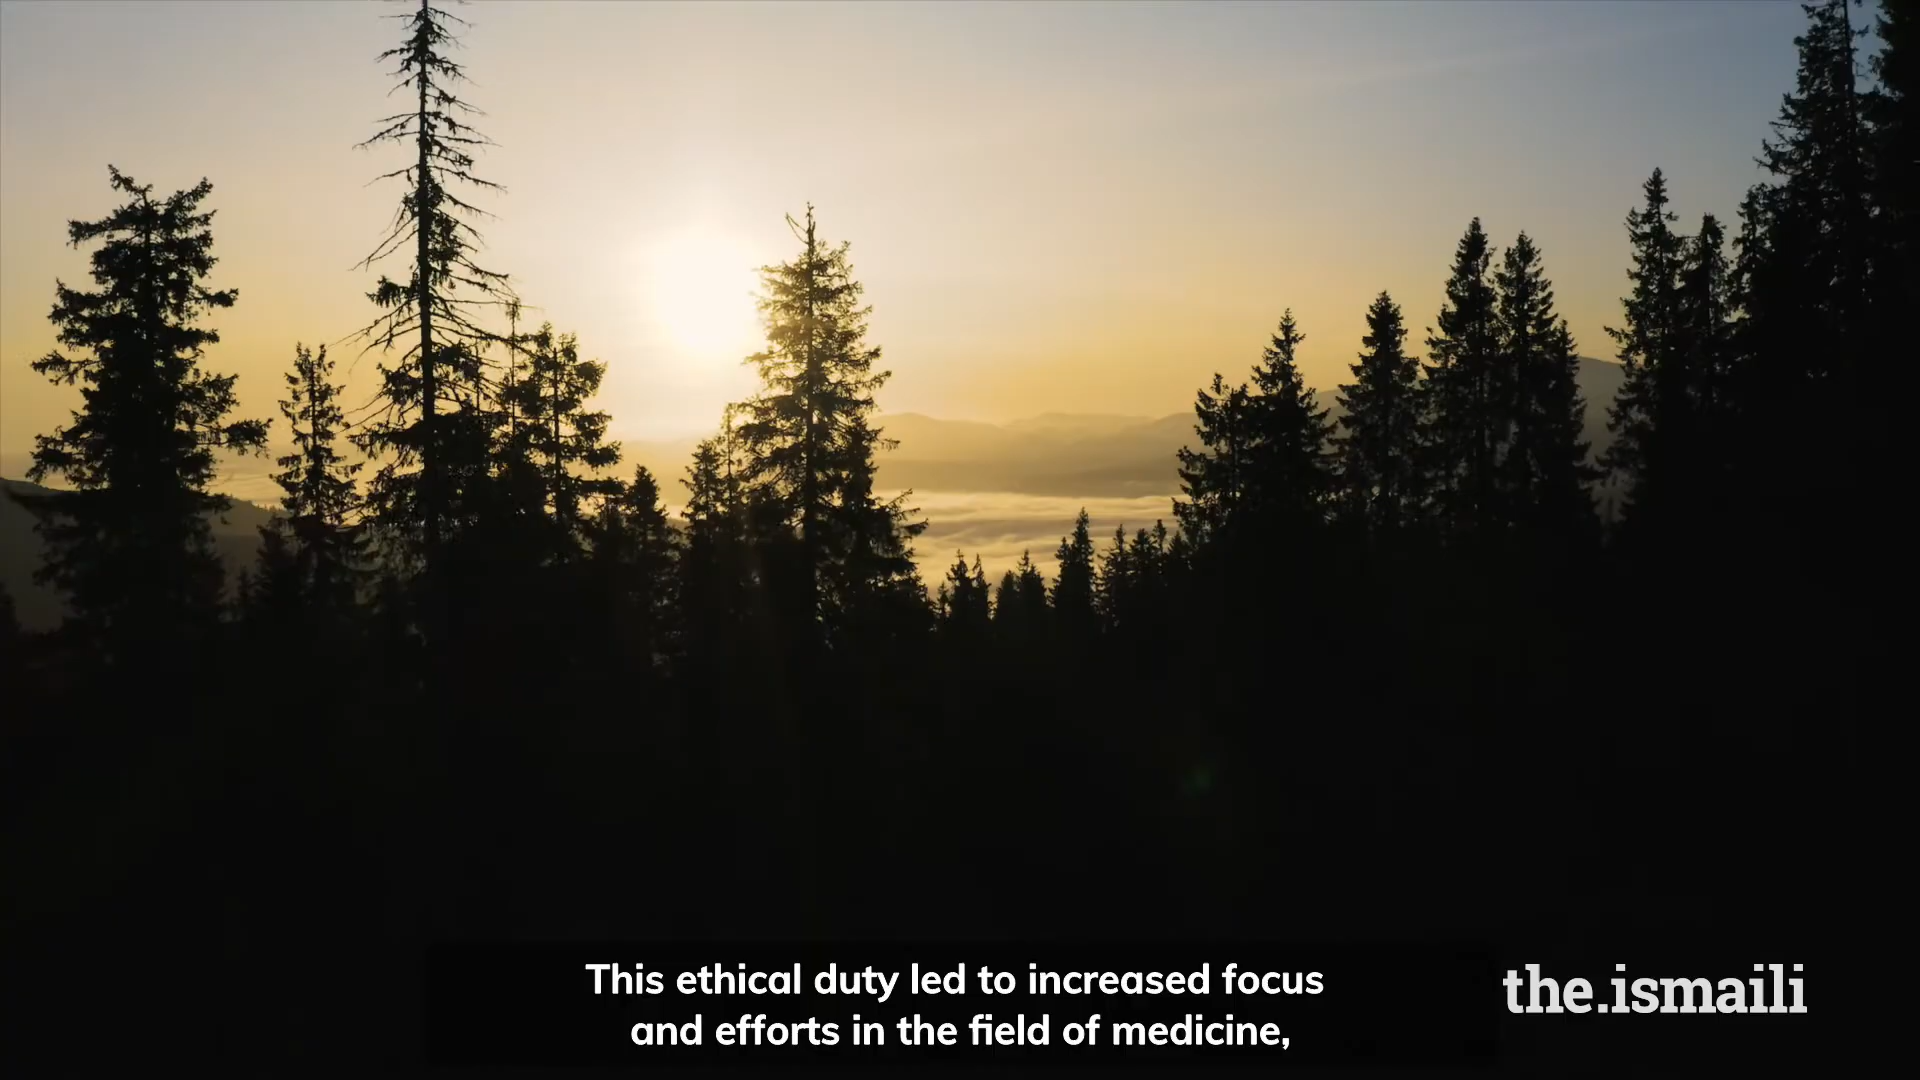 This ethical duty led to increased focus
and efforts in the field of medicine,
the.ismaili